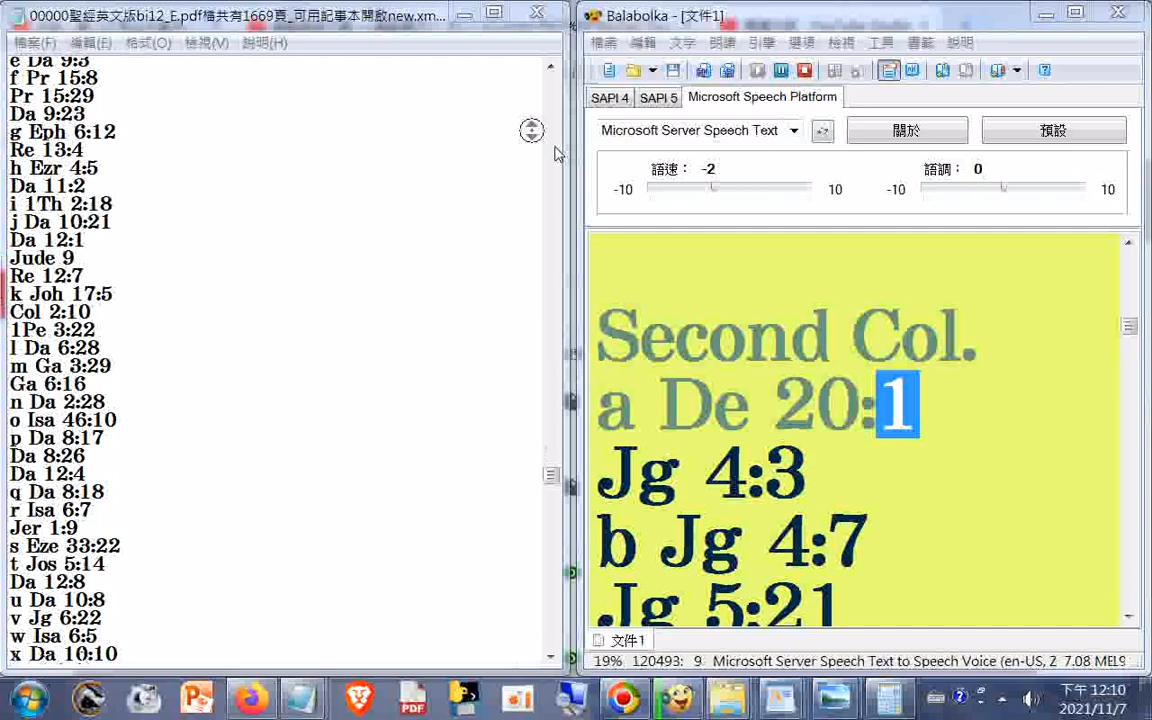 00000聖經英文版bi12_E.pdf檔共有1669頁_可用記事本開啟new.xm...
檔案(F) 編輯(E) 格式(O) 檢視(V) 說明(H)
e Da 9:3
f Pr 15:8
Pr 15:29
Da 9:23
g Eph 6:12
Re 13:4
h Ezr 4:5
Da 11:2
i 1Th 2:18
j Da 10:21
Da 12:1
Jude 9
Re 12:7
k Joh 17:5
Col 2:10
1Pe 3:22
l Da 6:28
m Ga 3:29
Ga 6:16
n Da 2:28
o Isa 46:10
p Da 8:17
Da 8:26
Da 12:4
q Da 8:18
r Isa 6:7
Jer 1:9
s Eze 33:22
t Jos 5:14
Da 12:8
u Da 10:8
v Jg 6:22
w Isa 6:5
x Da 10:10
Balabolka - [文件1]
檔案 編輯 文字 朗讀 引擎 選項 檢視 工具 書籤 說明
SAPI 4 SAPI 5 Microsoft Speech Platform
Microsoft Server Speech Text 關於 預設
語速： -2 語調： 0
-10 10 -10 10
Second Col.
a De 20:1
Jg 4:3
b Jg 4:7
Jg 5:21
文件1
19% 120493: 9 Microsoft Server Speech Text to Speech Voice (en-US, Z 7.08 MEL9
PDF
下午 12:10
2021/11/7